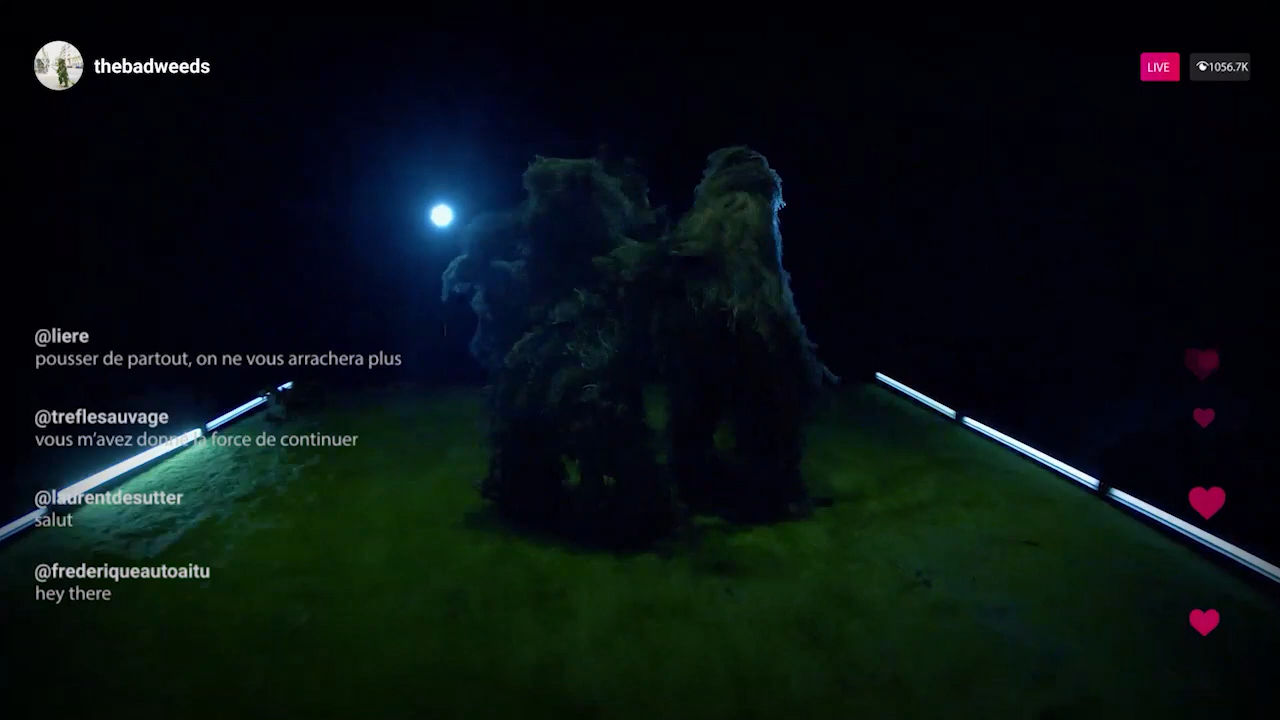 thebadweeds
LIVE
1056.7K
@liere
pousser de partout, on ne vous arrachera plus
@treflesauvage
vous m'avez donné la force de continuer
@laurentdesutter
salut
@frederiqueautoaitu
hey there